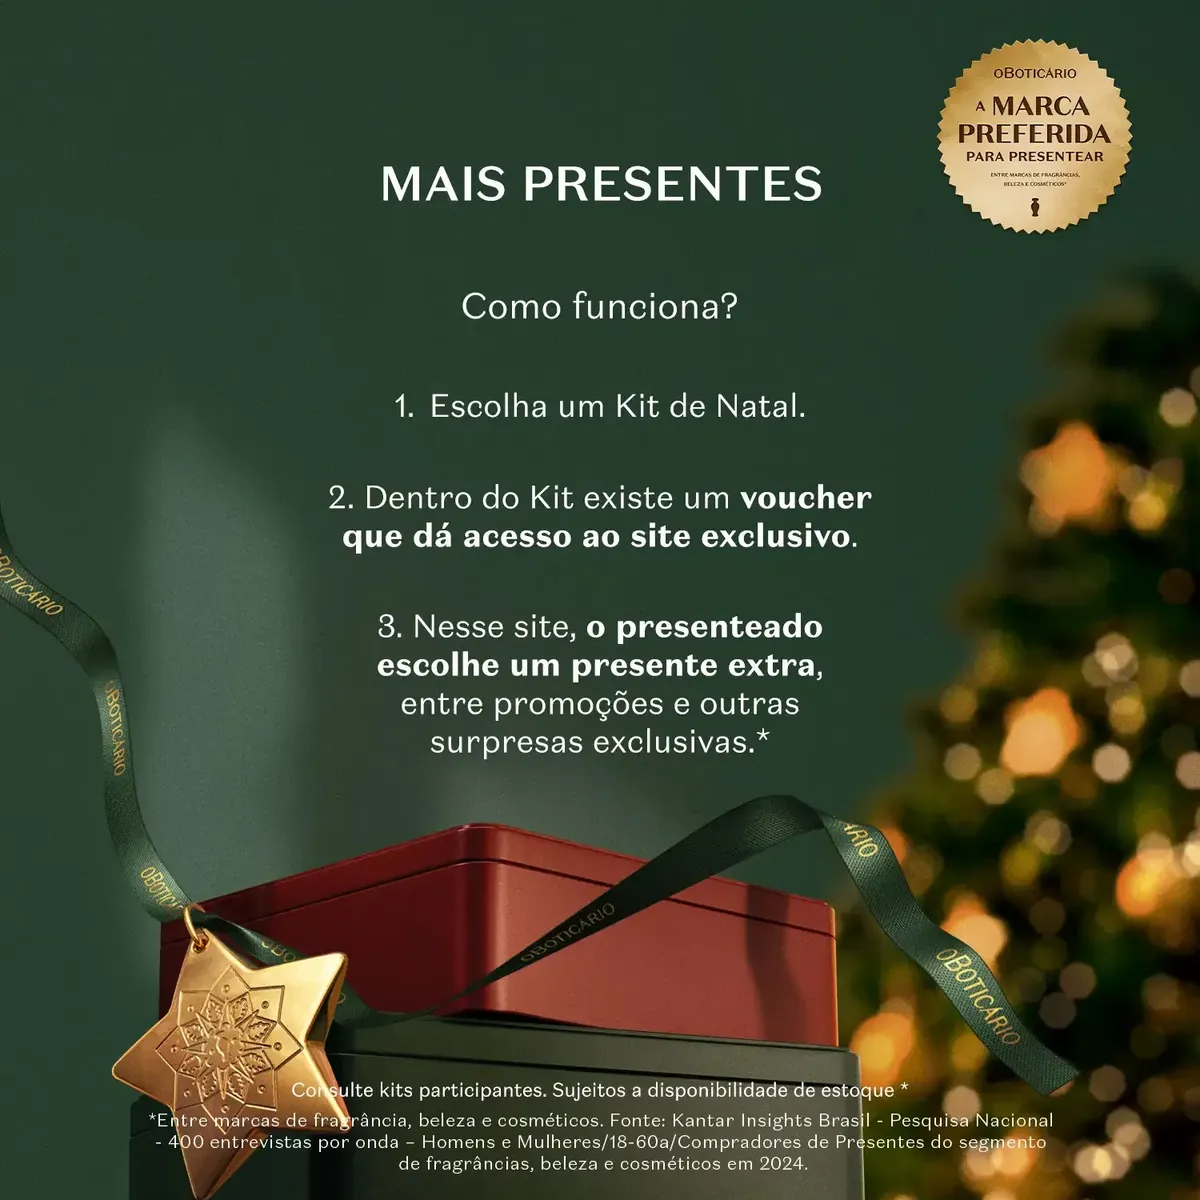 oBOTICÁRIO
A MARCA
PREFERIDA
PARA PRESENTEAR
ENTRE MARCAS DE FRAGRÂNCIAS,
BELEZA E COSMÉTICOS*
MAIS PRESENTES
Como funciona?
1. Escolha um Kit de Natal.
2. Dentro do Kit existe um voucher
que dá acesso ao site exclusivo.
3. Nesse site, o presenteado
escolhe um presente extra,
entre promoções e outras
surpresas exclusivas.*
oBOTICÁRIO
oBOTICÁRIO
oBOTIC
oBO
O
oBOTICÁRIO
ÁRIO
oBOTICÁRIO
Consulte kits participantes. Sujeitos a disponibilidade de estoque *
*Entre marcas de fragrância, beleza e cosméticos. Fonte: Kantar Insights Brasil - Pesquisa Nacional
- 400 entrevistas por onda – Homens e Mulheres/18-60a/Compradores de Presentes do segmento
de fragrâncias, beleza e cosméticos em 2024.